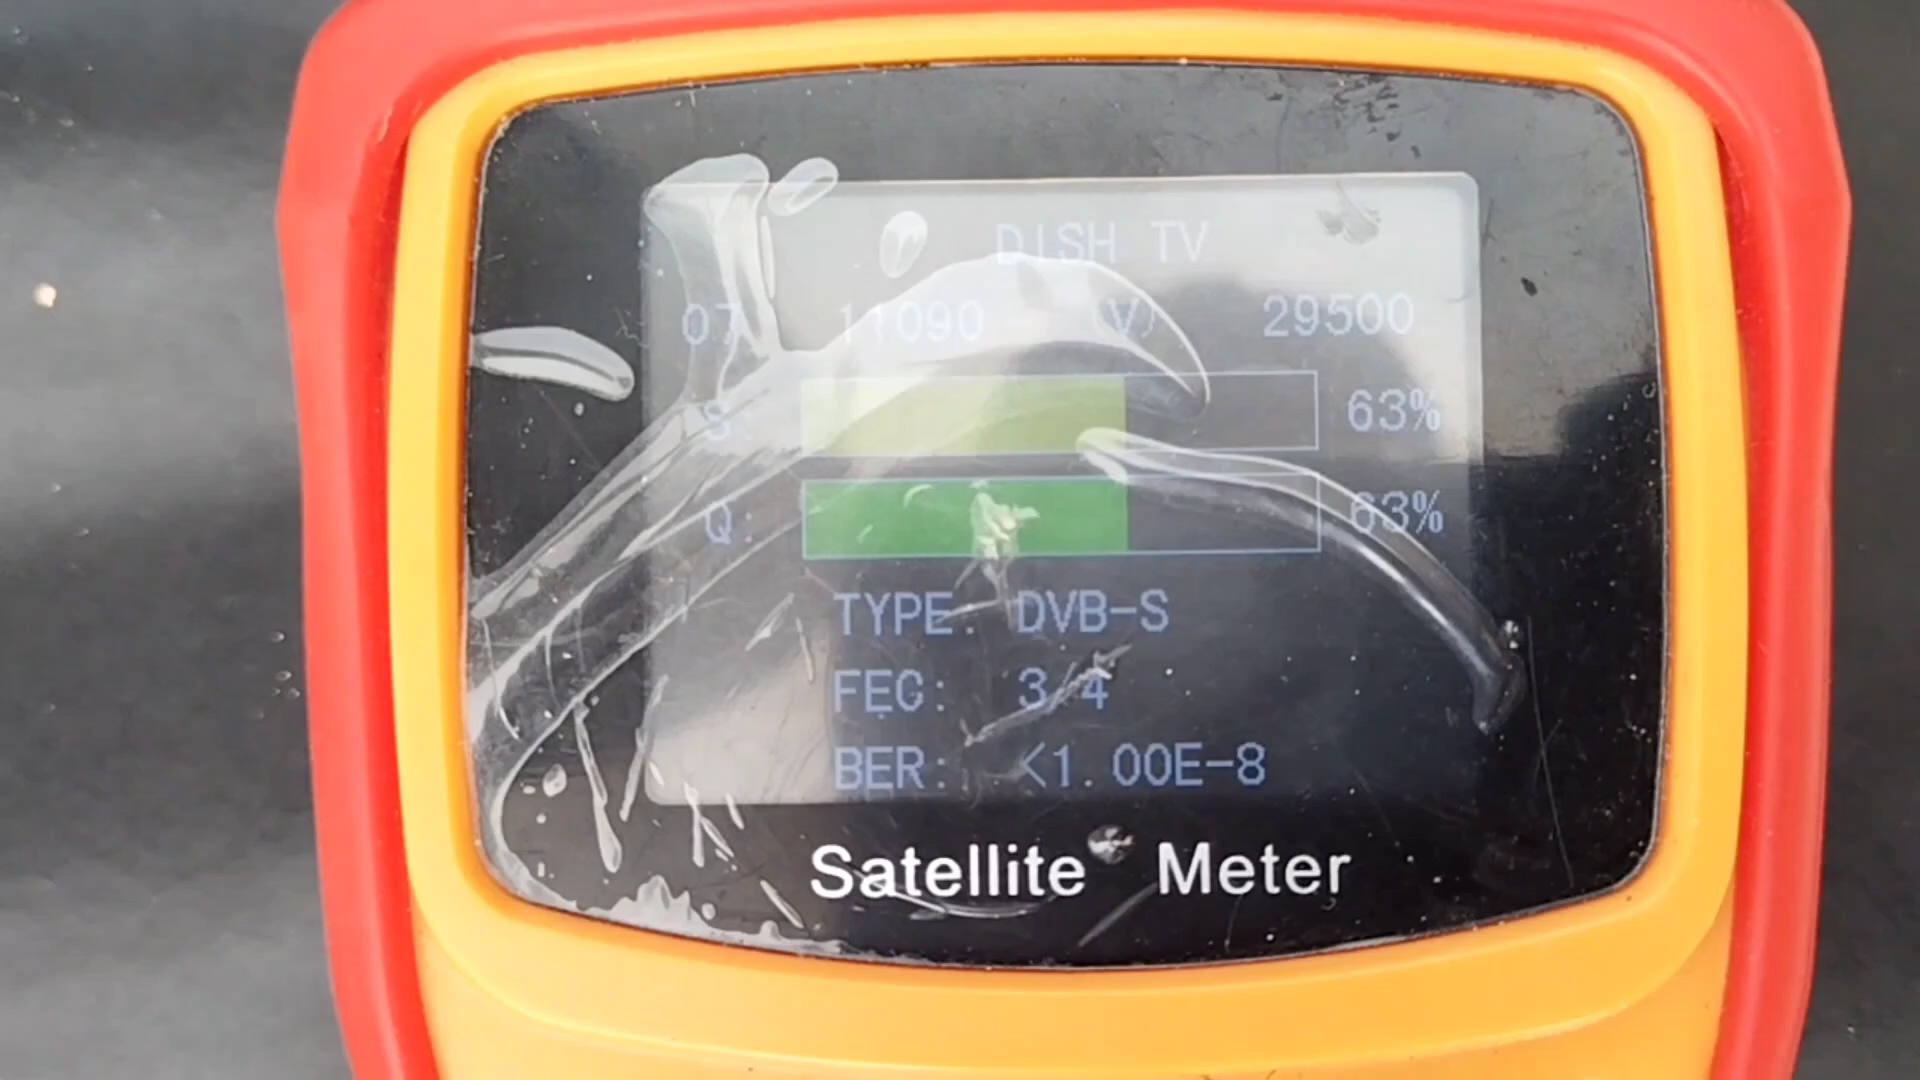 DISH TV
07 11090 V 29500
S: 63%
Q: 63%
TYPE: DVB-S
FEC: 3/4
BER: <1.00E-8
Satellite Meter